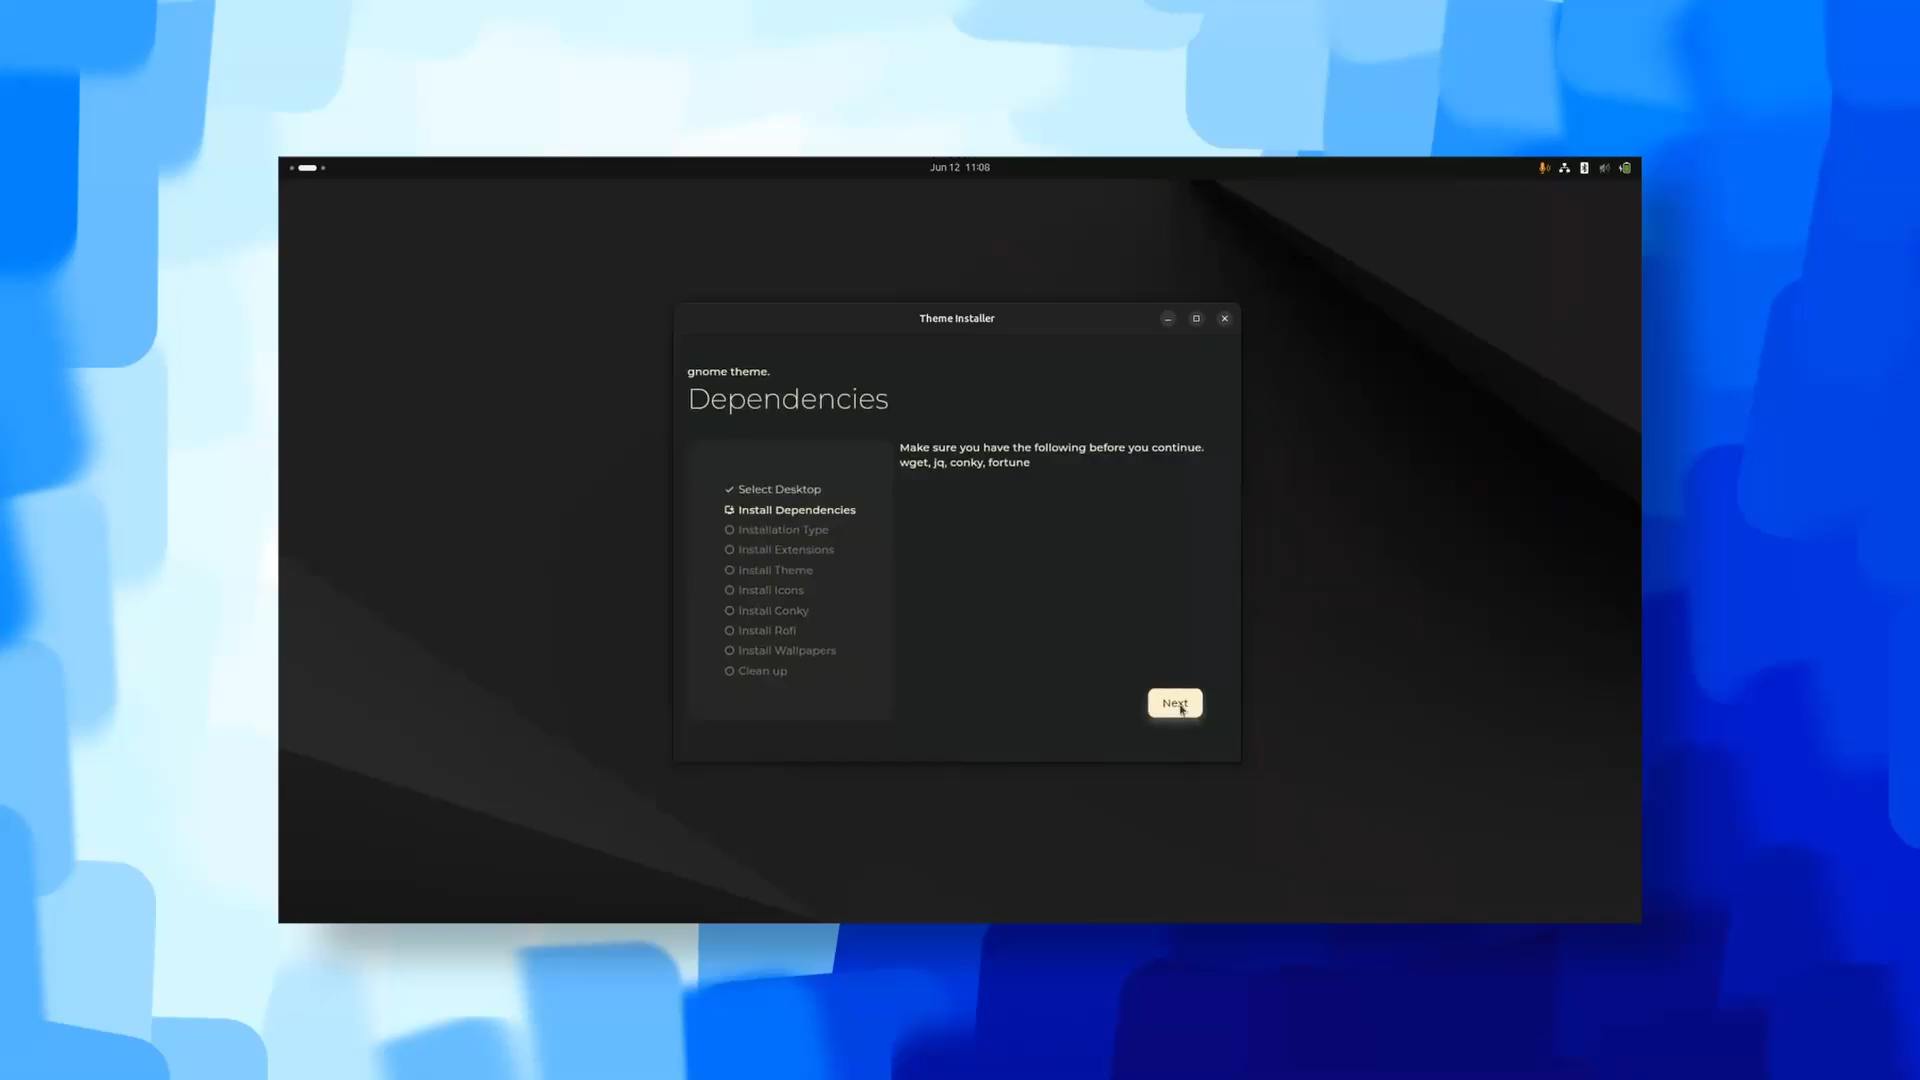 Jun 12 11:08
Theme Installer
gnome theme.
Dependencies
Make sure you have the following before you continue.
wget, jq, conky, fortune
Select Desktop
Install Dependencies
Installation Type
Install Extensions
Install Theme
Install Icons
Install Conky
Install Rofi
Install Wallpapers
Clean up
Next